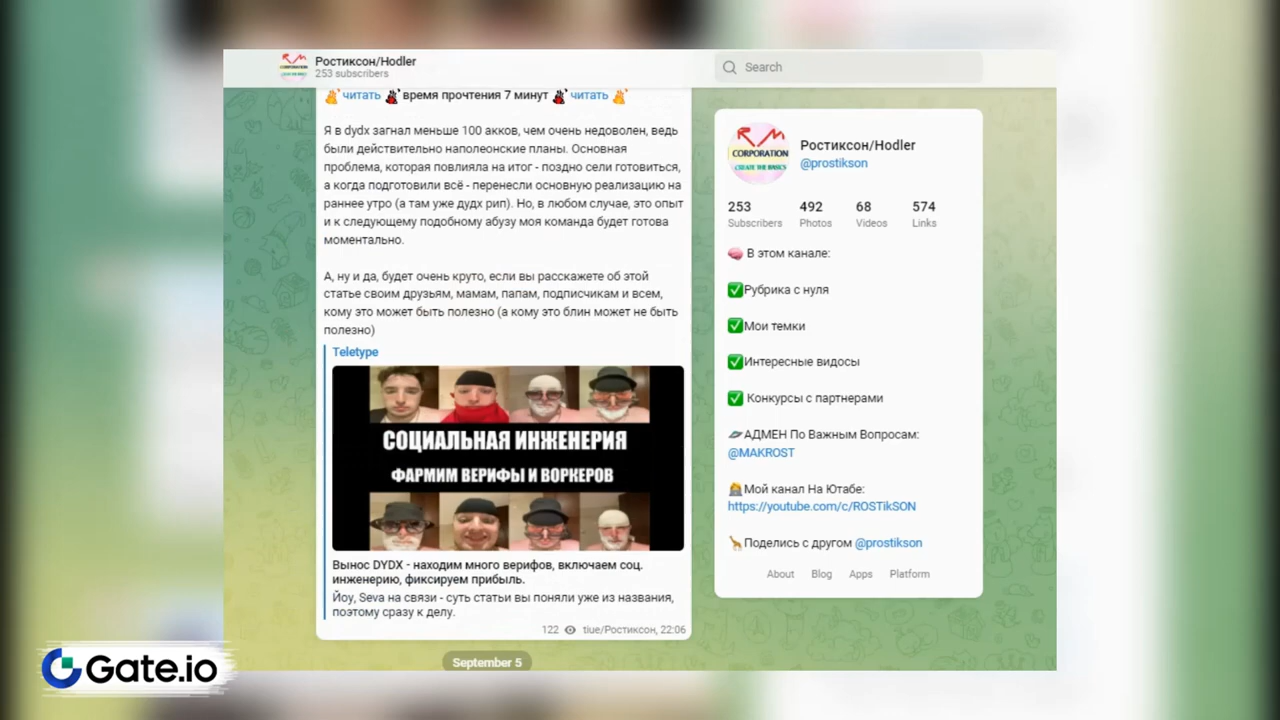 Ростиксон/Hodler
253 subscribers
Search
читать время прочтения 7 минут читать
Я в dydx загнал меньше 100 акков, чем очень недоволен, ведь
были действительно наполеонские планы. Основная
проблема, которая повлияла на итог - поздно сели готовиться,
а когда подготовили всё - перенесли основную реализацию на
раннее утро (а там уже дудх рип). Но, в любом случае, это опыт
и к следующему подобному абузу моя команда будет готова
моментально.
А, ну и да, будет очень круто, если вы расскажете об этой
статье своим друзьям, мамам, папам, подписчикам и всем,
кому это может быть полезно (а кому это блин может не быть
полезно)
Teletype
СОЦИАЛЬНАЯ ИНЖЕНЕРИЯ
ФАРМИМ ВЕРИФЫ И ВОРКЕРОВ
Вынос DYDX - находим много верифов, включаем соц.
инженерию, фиксируем прибыль.
Йоу, Seva на связи - суть статьи вы поняли уже из названия,
поэтому сразу к делу.
122 tiue/Ростиксон, 22:06
September 5
RM
CORPORATION
CREATE THE BASICS
Ростиксон/Hodler
@prostikson
253 492 68 574
Subscribers Photos Videos Links
В этом канале:
Рубрика с нуля
Мои темки
Интересные видосы
Конкурсы с партнерами
АДМЕН По Важным Вопросам:
@MAKROST
Мой канал На Ютабе:
https://youtube.com/c/ROSTikSON
Поделись с другом @prostikson
About Blog Apps Platform
Gate.io